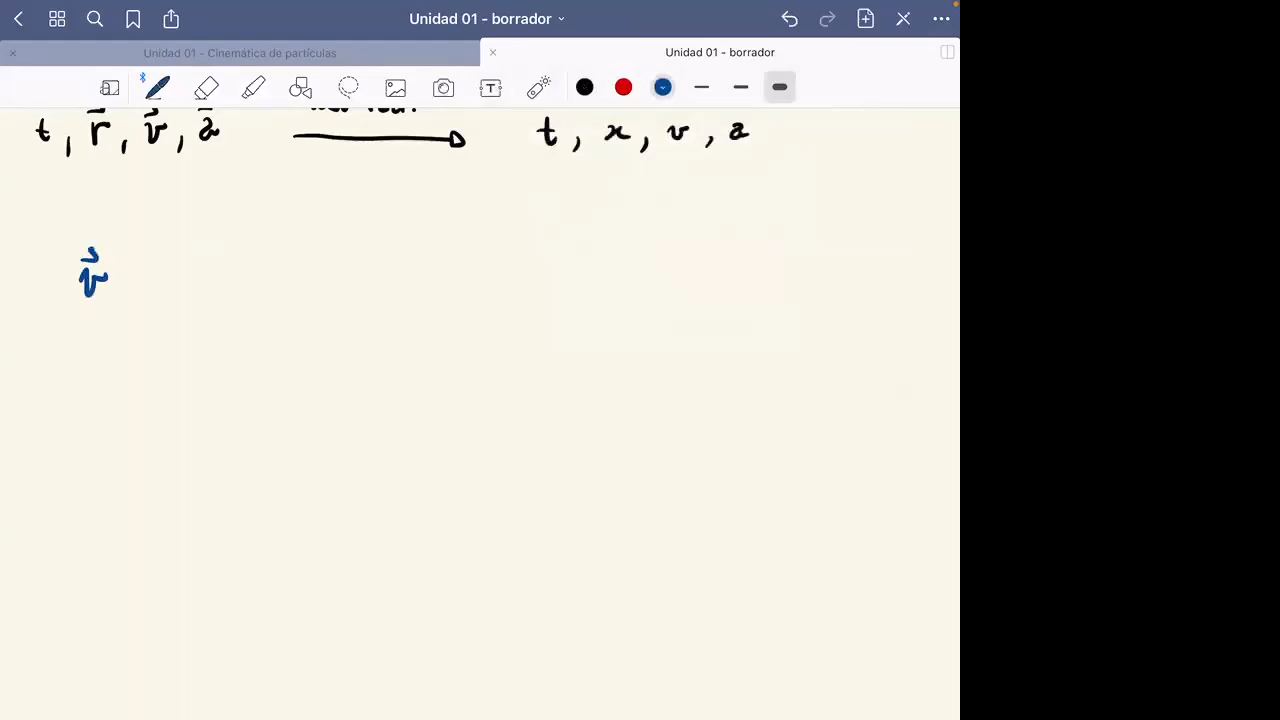 Unidad 01 - borrador
Unidad 01 - Cinemática de partículas
Unidad 01 - borrador
t, r⃗, v⃗, a⃗ → t, x, v, a
v⃗